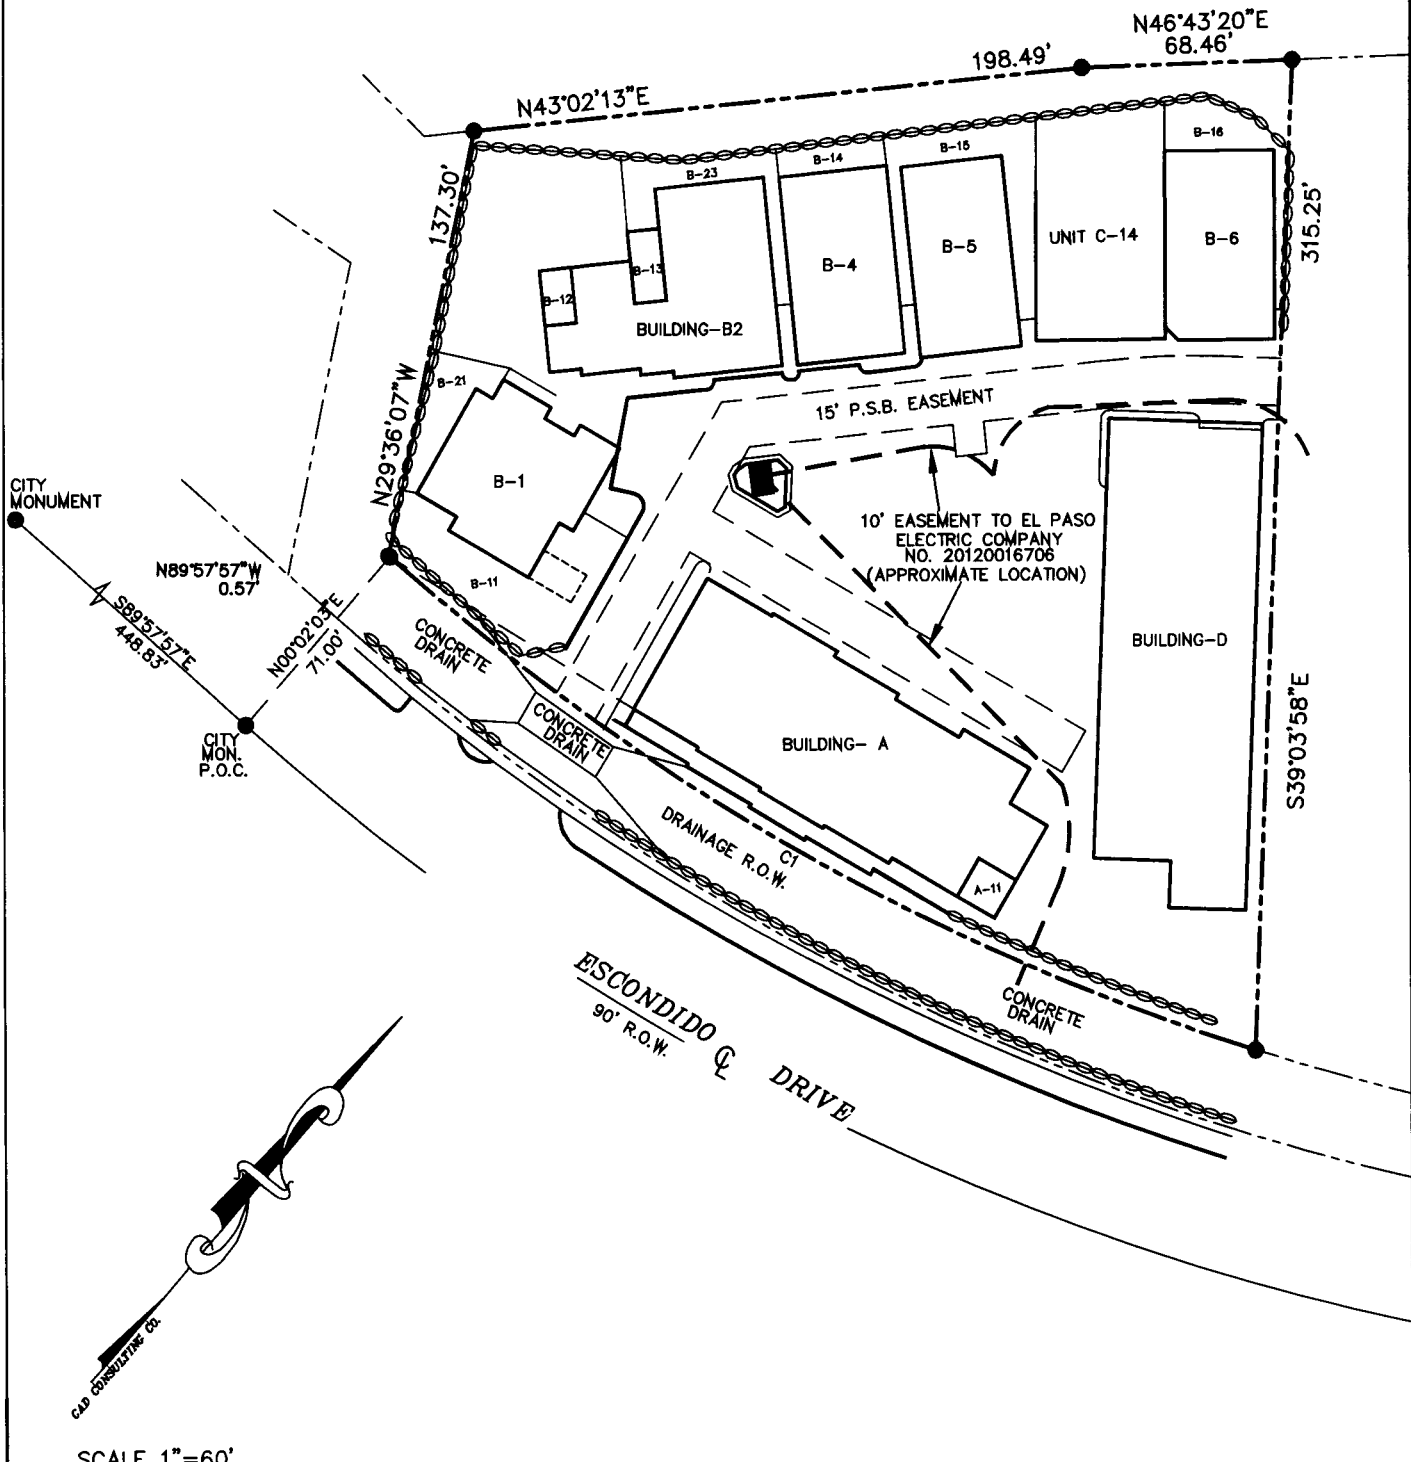 N46°43'20"E
68.46'
198.49'
N43°02'13"E
137.30'
B-16
B-15
B-14
B-23
315.25'
UNIT C-14
B-6
B-5
B-4
B-13
B-12
BUILDING-B2
B-21
15' P.S.B. EASEMENT
N29°36'07"W
B-1
CITY
MONUMENT
10' EASEMENT TO EL PASO
ELECTRIC COMPANY
NO. 20120016706
(APPROXIMATE LOCATION)
N89°57'57"W
0.57'
B-11
S89°57'57"E
448.83'
N00°02'03"E
71.00'
CONCRETE
DRAIN
BUILDING-D
CONCRETE
DRAIN
BUILDING- A
CITY
MON.
P.O.C.
S39°03'58"E
DRAINAGE R.O.W.
C1
A-11
CONCRETE
DRAIN
ESCONDIDO ℄ DRIVE
90' R.O.W.
CAD CONSULTING CO.
SCALE 1"=60'